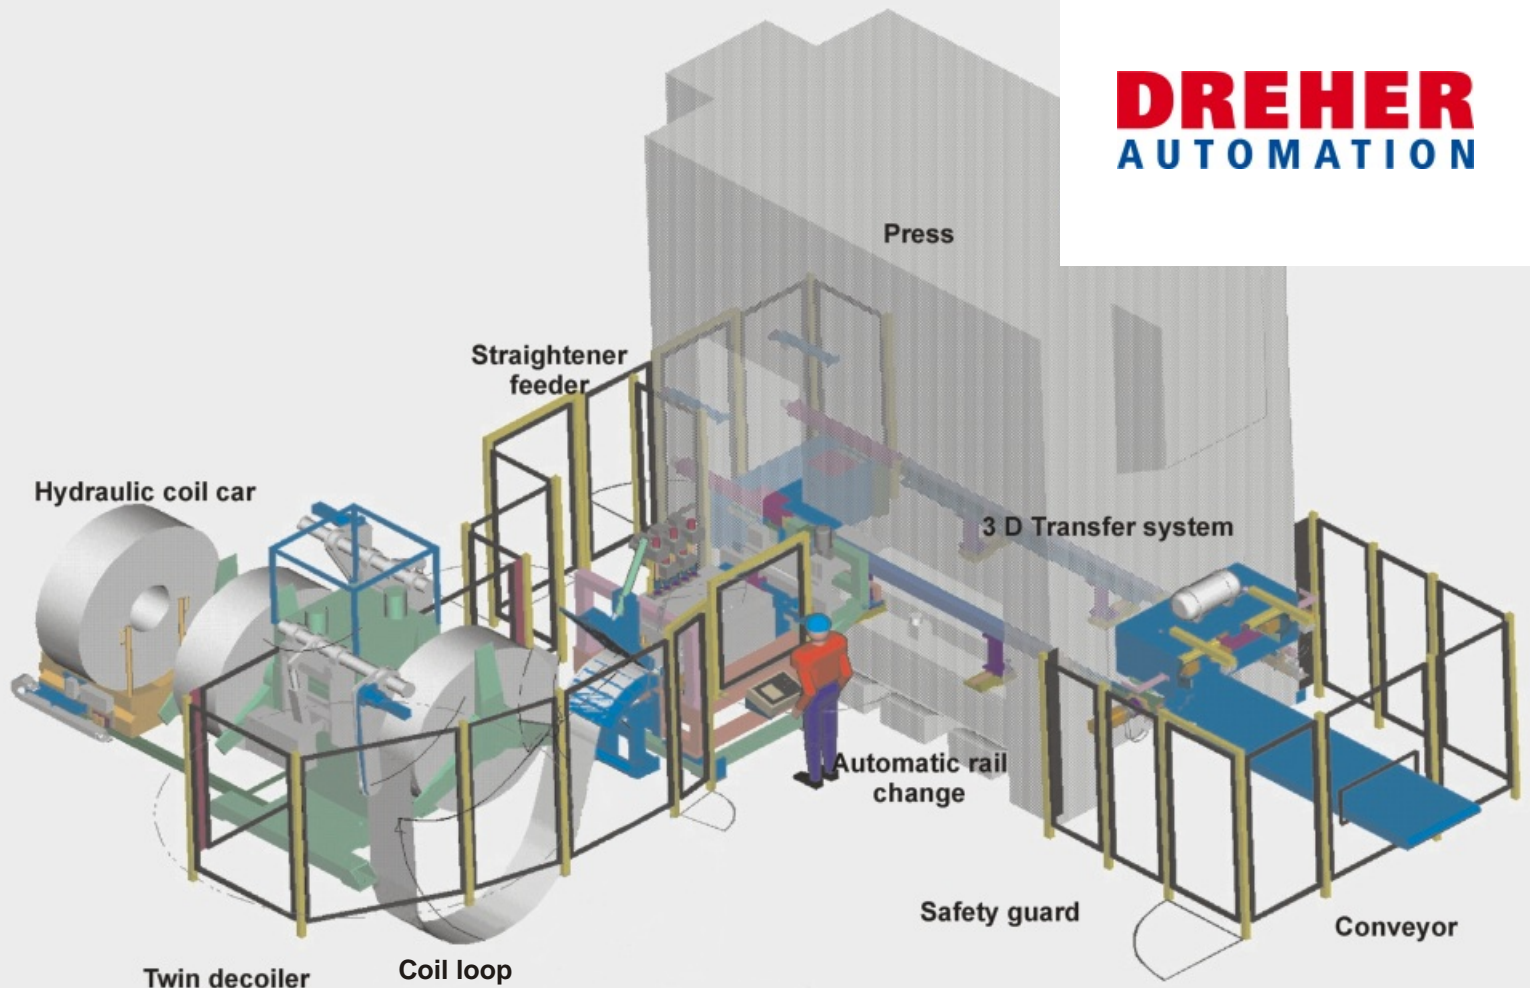 DREHER
AUTOMATION
Press
Straightener
feeder
Hydraulic coil car
3 D Transfer system
Automatic rail
change
Safety guard
Conveyor
Coil loop
Twin decoiler